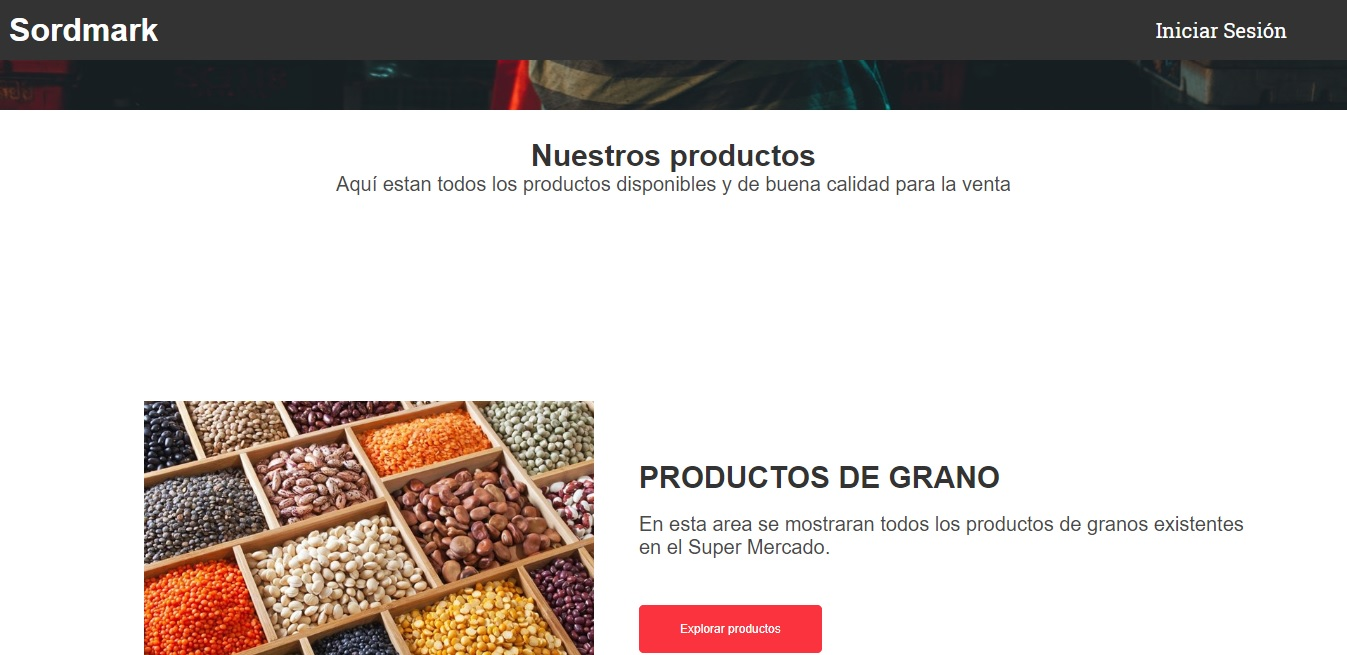 Sordmark
Iniciar Sesión
Nuestros productos
Aquí estan todos los productos disponibles y de buena calidad para la venta
PRODUCTOS DE GRANO
En esta area se mostraran todos los productos de granos existentes
en el Super Mercado.
Explorar productos